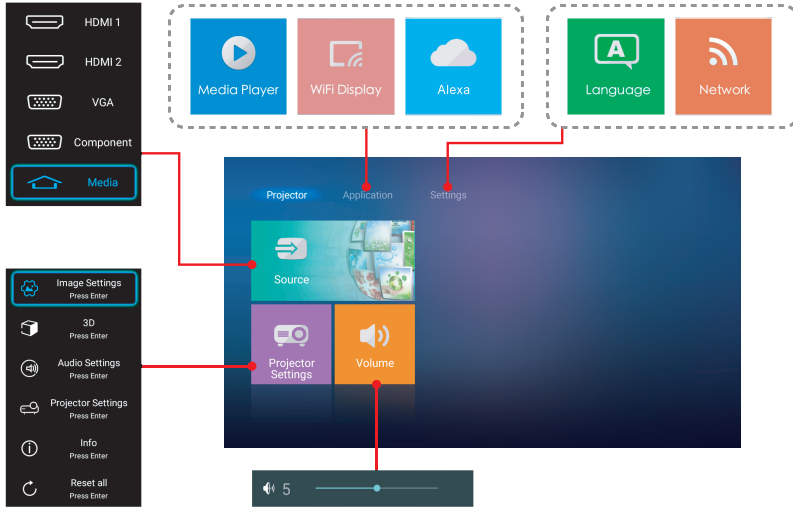 HDMI 1
HDMI 2
VGA
Component
Media
Media Player
WiFi Display
Alexa
A
Language
Network
Projector
Application
Settings
Source
Projector
Settings
Volume
Image Settings
Press Enter
3D
Press Enter
Audio Settings
Press Enter
Projector Settings
Press Enter
Info
Press Enter
Reset all
Press Enter
5